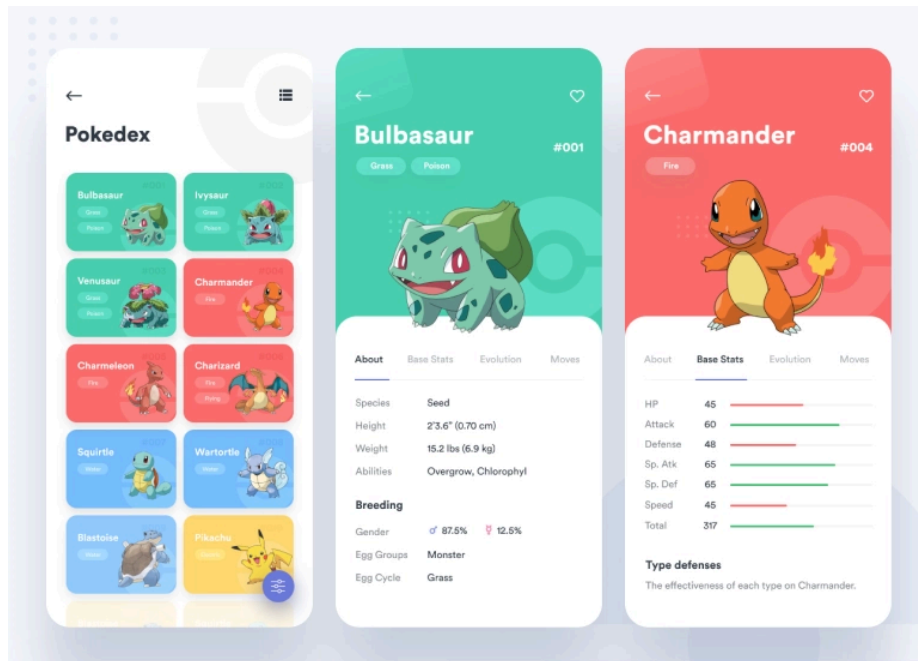 Pokedex
Bulbasaur
#001
Grass
Poison
Ivysaur
Grass
Poison
Venusaur
Grass
Poison
Charmander
#004
Fire
Charmeleon
Fire
Charizard
Fire
Flying
Squirtle
Water
Wartortle
Water
Blastoise
Water
Pikachu
Bulbasaur
#001
Grass Poison
About Base Stats Evolution Moves
Species Seed
Height 2'3.6" (0.70 cm)
Weight 15.2 lbs (6.9 kg)
Abilities Overgrow, Chlorophyl
Breeding
Gender ♂ 87.5% ☿ 12.5%
Egg Groups Monster
Egg Cycle Grass
Charmander
#004
Fire
About Base Stats Evolution Moves
HP 45
Attack 60
Defense 48
Sp. Atk 65
Sp. Def 65
Speed 45
Total 317
Type defenses
The effectiveness of each type on Charmander.